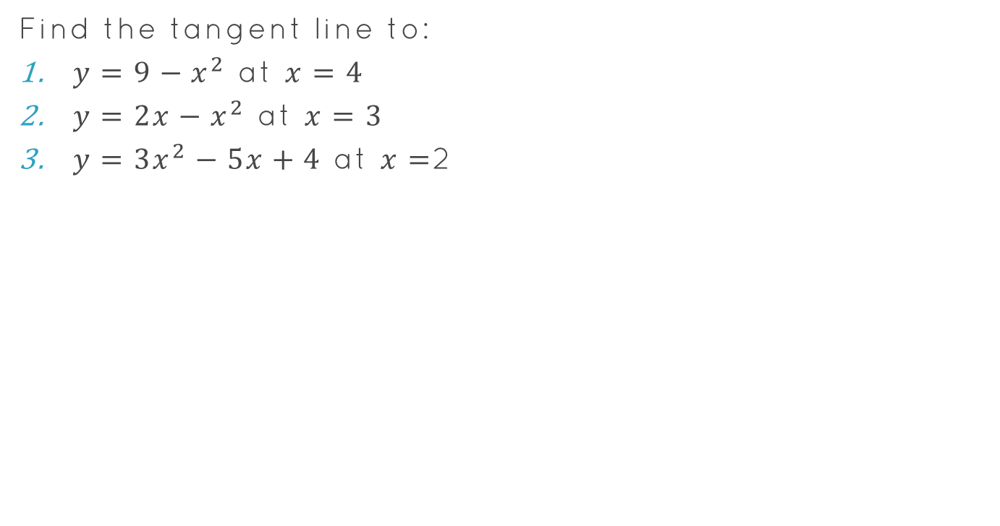 Find the tangent line to:
1. y = 9 − x² at x = 4
2. y = 2x − x² at x = 3
3. y = 3x² − 5x + 4 at x =2